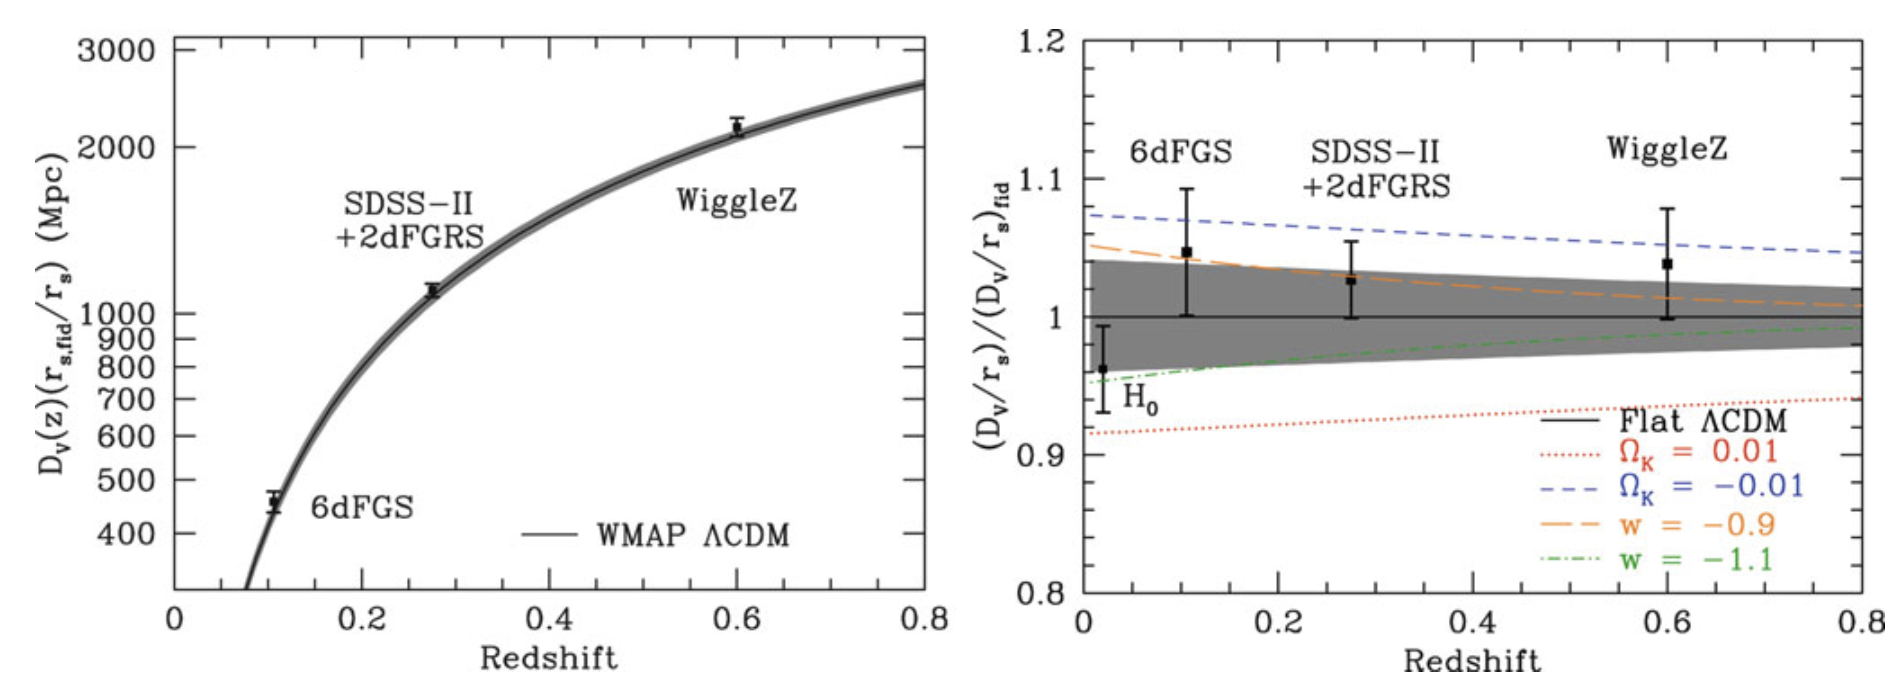 3000
2000
1000
900
800
700
600
500
400
D_V(z)(r_s,fid/r_s) (Mpc)
SDSS−II
+2dFGRS
WiggleZ
6dFGS
WMAP ΛCDM
0 0.2 0.4 0.6 0.8
Redshift
1.2
1.1
1
0.9
0.8
(D_V/r_s)/(D_V/r_s)_fid
6dFGS
SDSS−II
+2dFGRS
WiggleZ
H_0
Flat ΛCDM
Ω_K = 0.01
Ω_K = −0.01
w = −0.9
w = −1.1
0 0.2 0.4 0.6 0.8
Redshift